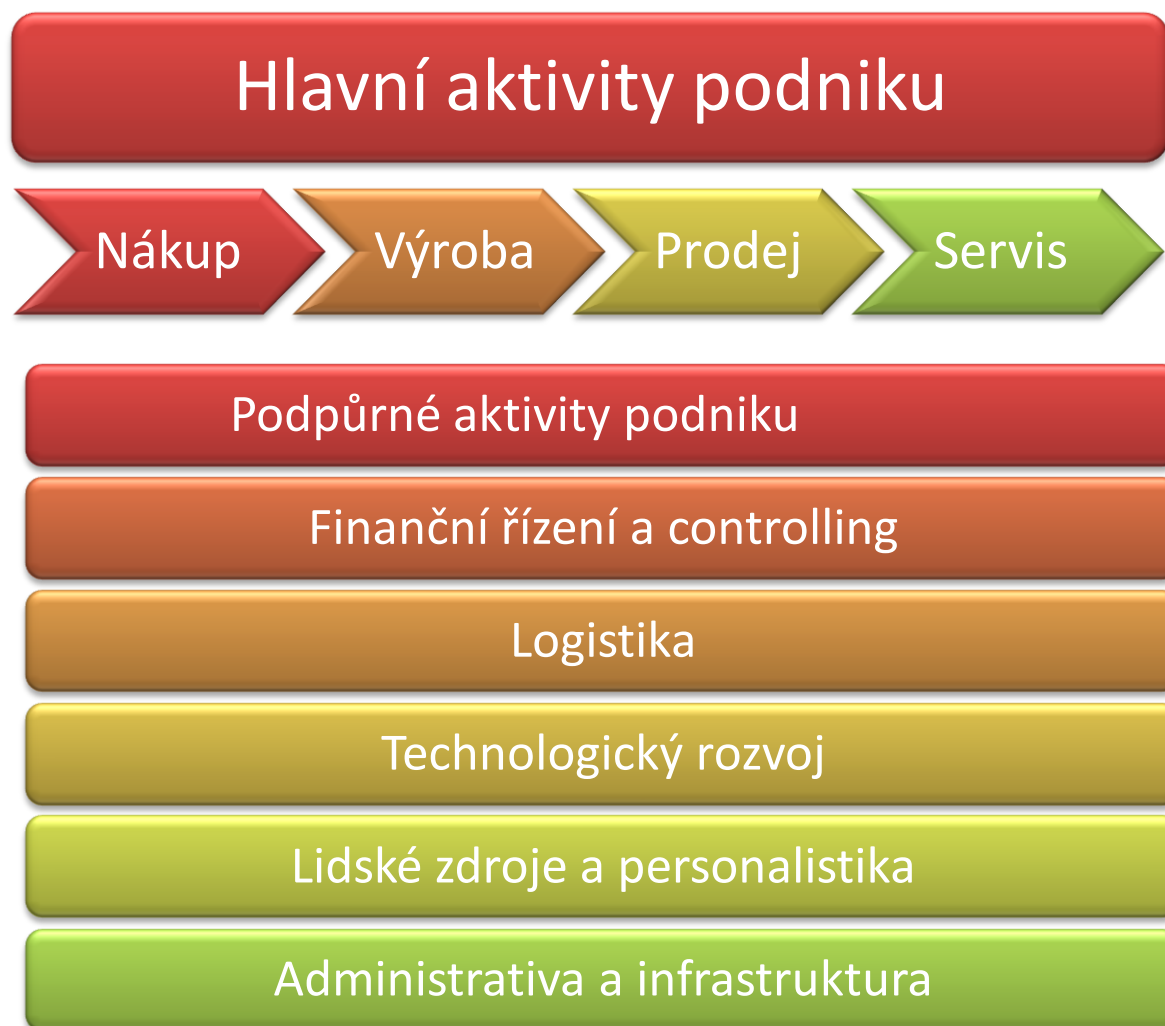 Hlavní aktivity podniku
Nákup
Výroba
Prodej
Servis
Podpůrné aktivity podniku
Finanční řízení a controlling
Logistika
Technologický rozvoj
Lidské zdroje a personalistika
Administrativa a infrastruktura